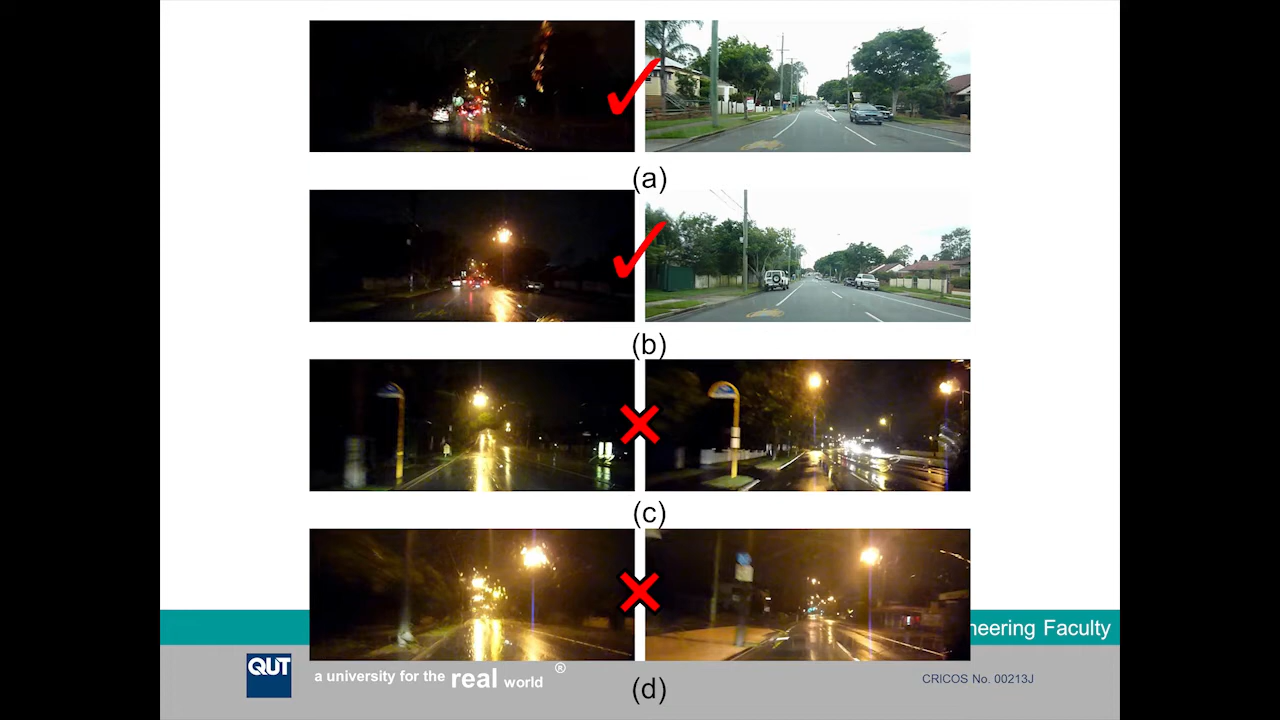 (a)
(b)
(c)
(d)
neering Faculty
QUT
a university for the real world ®
CRICOS No. 00213J